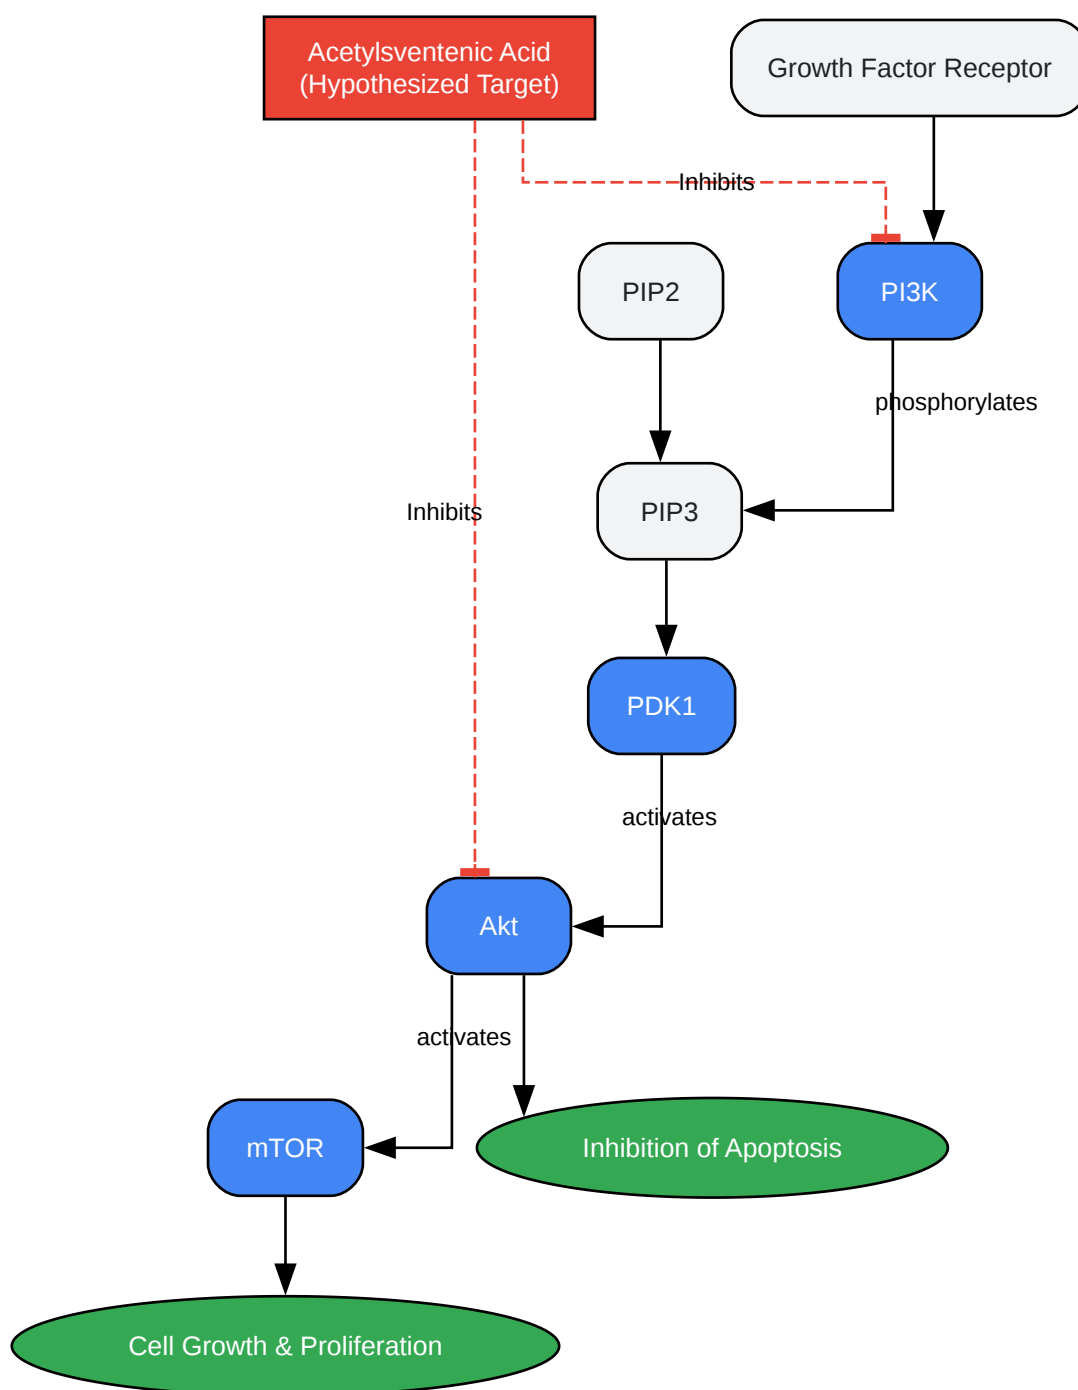 Acetylsventenic Acid
(Hypothesized Target)
Growth Factor Receptor
Inhibits
PIP2
PI3K
phosphorylates
Inhibits
PIP3
PDK1
activates
Akt
activates
mTOR
Inhibition of Apoptosis
Cell Growth & Proliferation